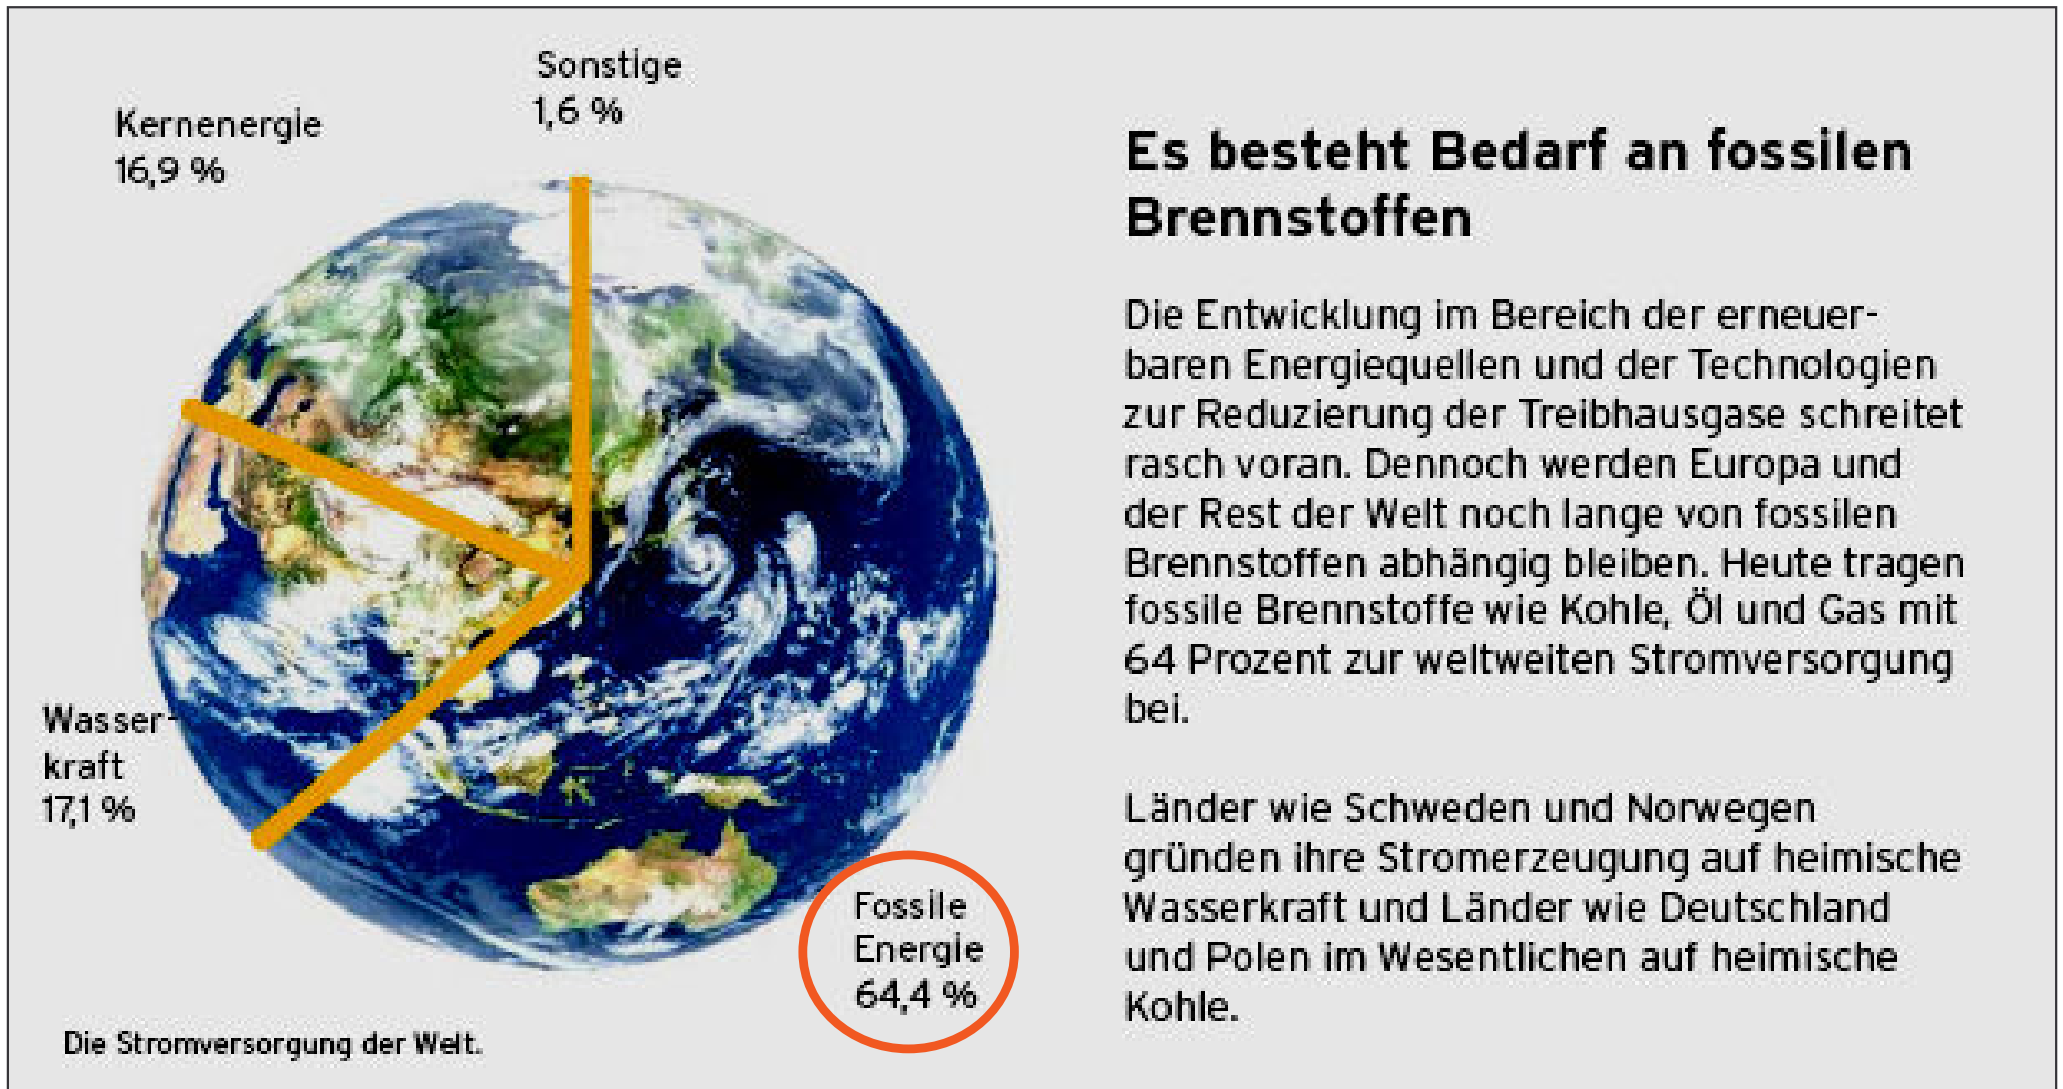 Sonstige
1,6 %
Kernenergie
16,9 %
Wasser-
kraft
17,1 %
Fossile
Energie
64,4 %
Die Stromversorgung der Welt.
Es besteht Bedarf an fossilen
Brennstoffen
Die Entwicklung im Bereich der erneuer-
baren Energiequellen und der Technologien
zur Reduzierung der Treibhausgase schreitet
rasch voran. Dennoch werden Europa und
der Rest der Welt noch lange von fossilen
Brennstoffen abhängig bleiben. Heute tragen
fossile Brennstoffe wie Kohle, Öl und Gas mit
64 Prozent zur weltweiten Stromversorgung
bei.
Länder wie Schweden und Norwegen
gründen ihre Stromerzeugung auf heimische
Wasserkraft und Länder wie Deutschland
und Polen im Wesentlichen auf heimische
Kohle.